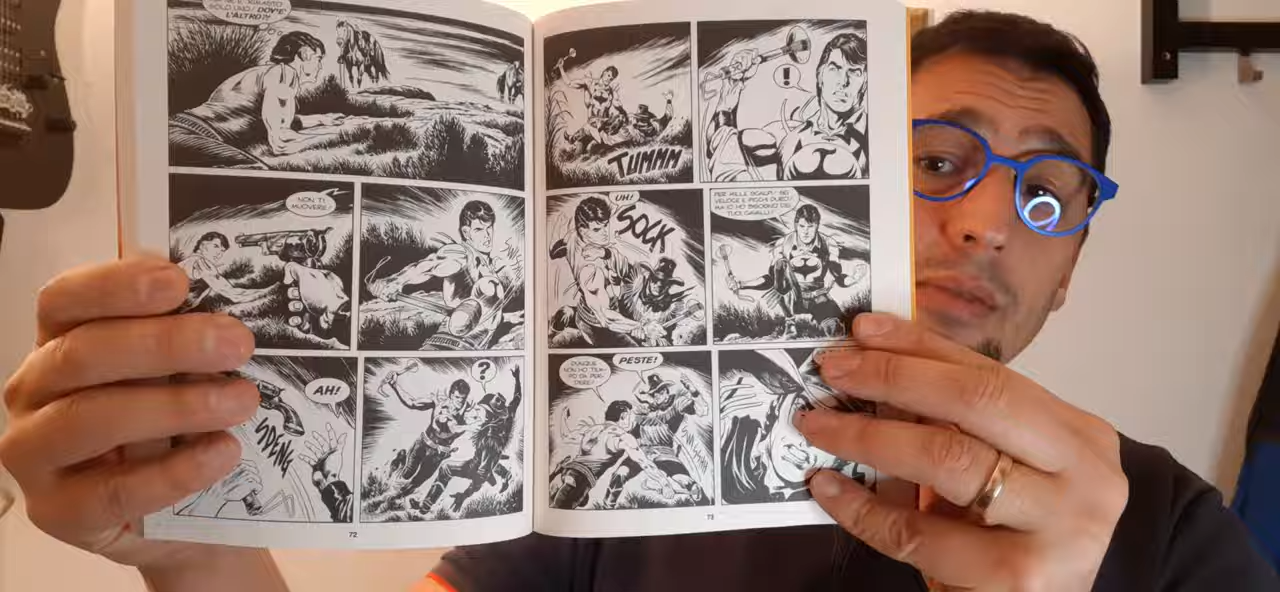 SOLO UNO! DOV'È
L'ALTRO?!
NON TI
MUOVERE!
AH!
SPENG
?
72
TUMMM
!
UH!
SOCK
PER MILLE SCALPI! SEI
VELOCE E PICCHI DURO!
MA IO HO BISOGNO DEI
TUOI CAVALLI!
DUNQUE
NON HO TEM-
PO DA PER-
DERE!
PESTE!
73